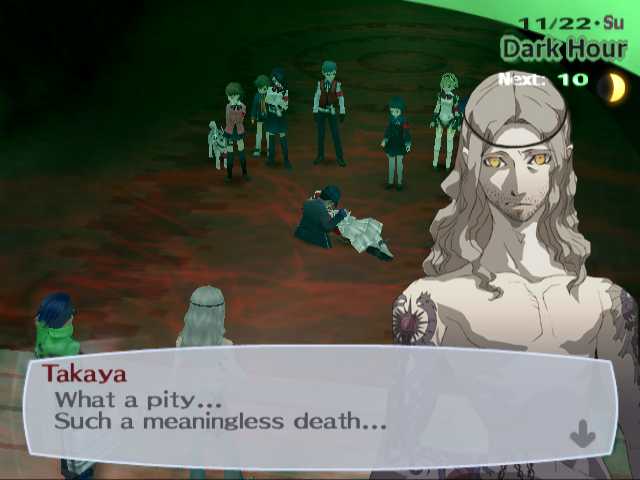 11/22·Su
Dark Hour
Next: 10
Takaya
What a pity...
Such a meaningless death...